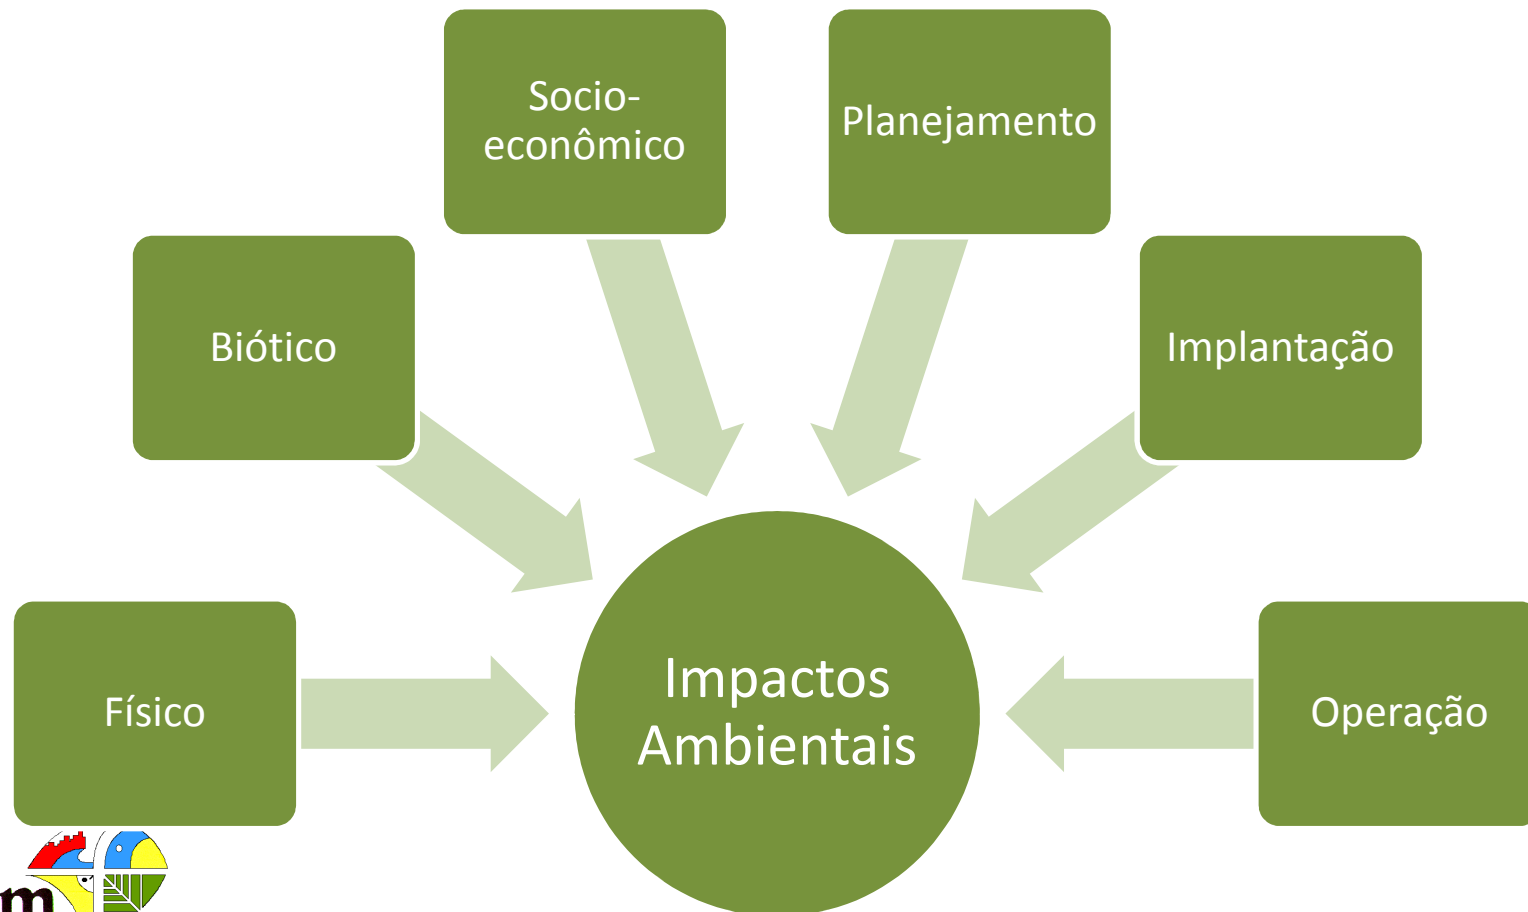 Socio-
econômico
Planejamento
Biótico
Implantação
Físico
Impactos
Ambientais
Operação
m